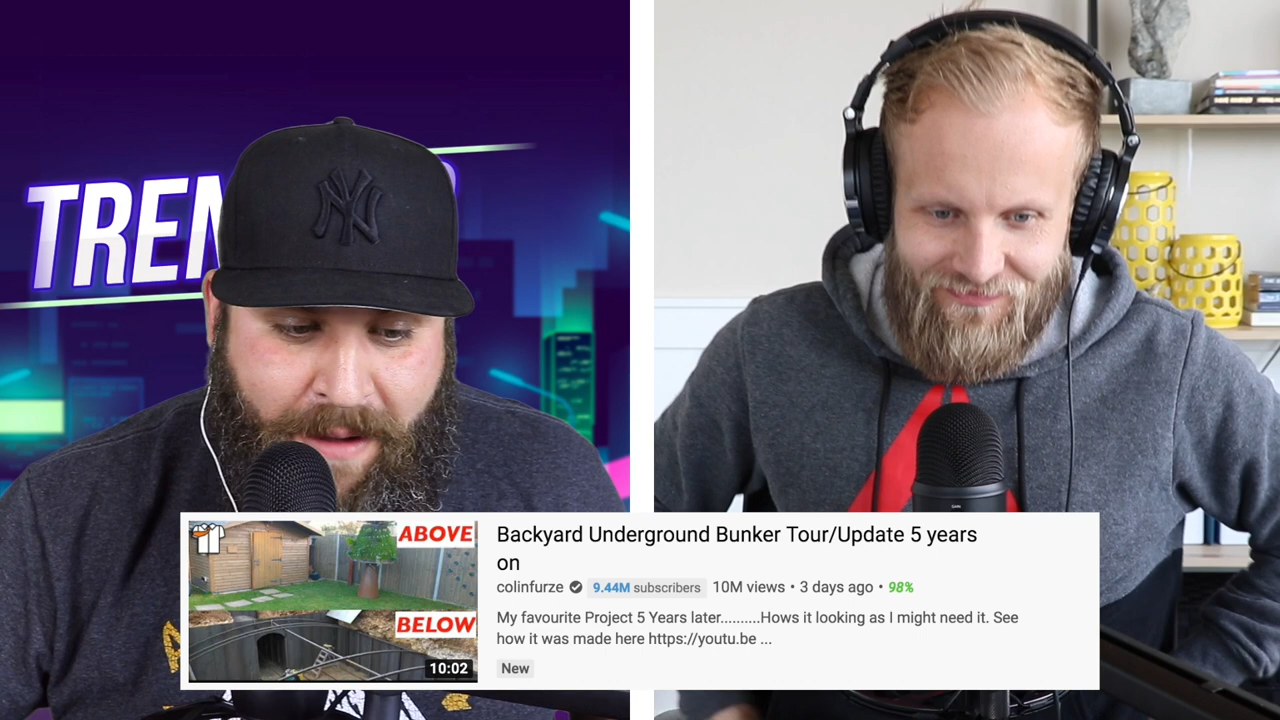 TREN
NY
ABOVE
BELOW
10:02
Backyard Underground Bunker Tour/Update 5 years
on
colinfurze 9.44M subscribers 10M views • 3 days ago • 98%
My favourite Project 5 Years later..........Hows it looking as I might need it. See
how it was made here https://youtu.be ...
New